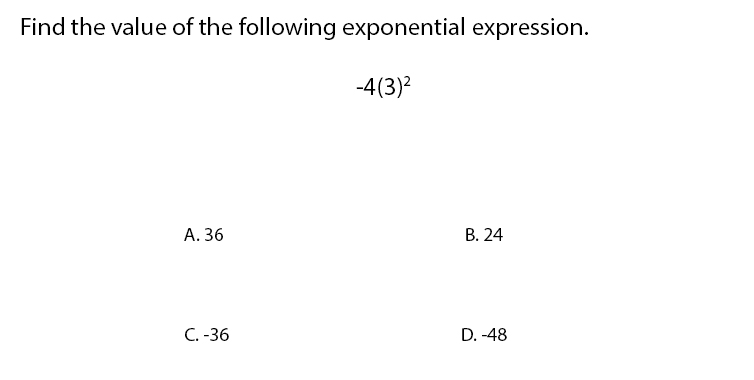 Find the value of the following exponential expression.
-4(3)²
A. 36
B. 24
C. -36
D. -48